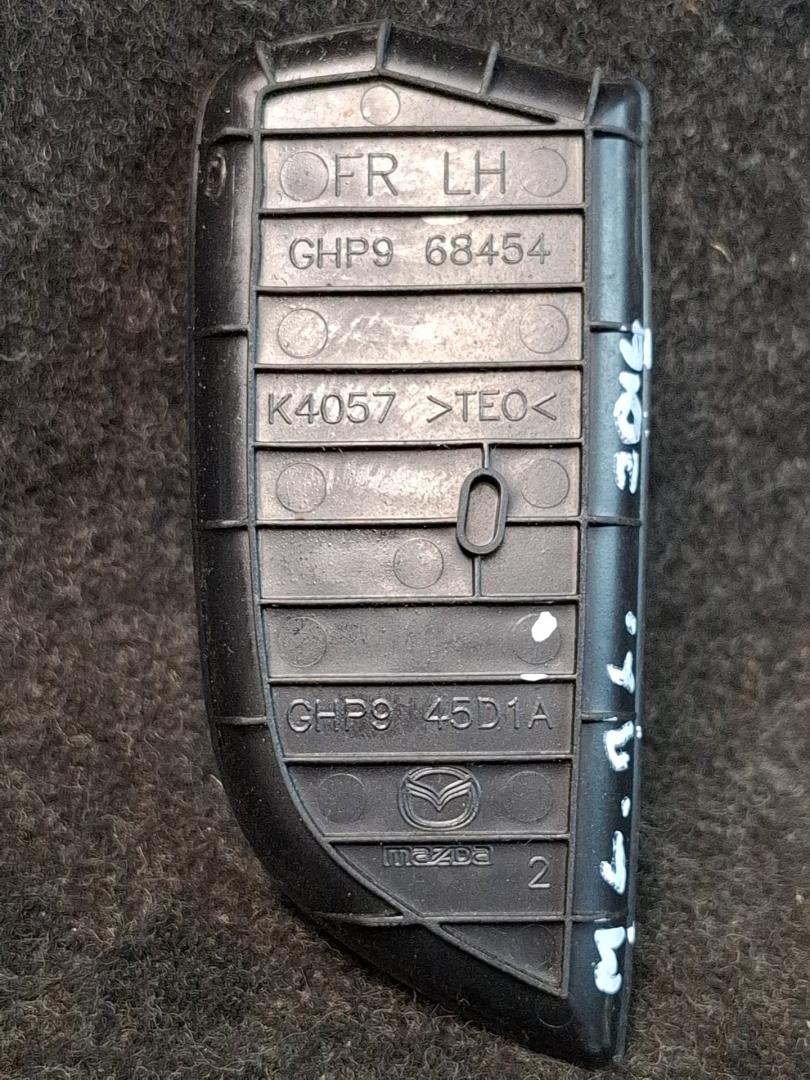 FR LH
GHP9 68454
K4057 >TEO<
GHP9 45D1A
mazda
2